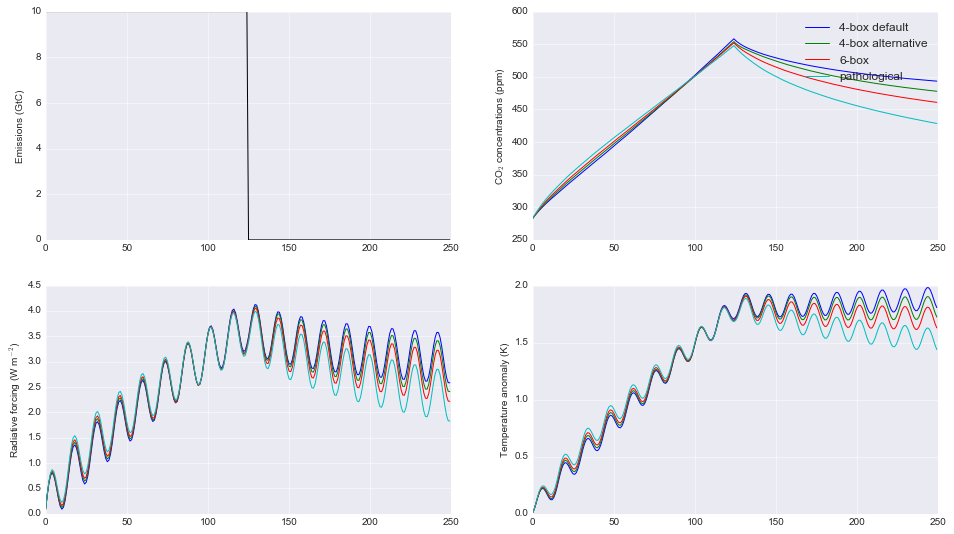 10
8
6
4
2
0
Emissions (GtC)
0 50 100 150 200 250
600
550
500
450
400
350
300
250
CO₂ concentrations (ppm)
4-box default
4-box alternative
6-box
pathological
0 50 100 150 200 250
4.5
4.0
3.5
3.0
2.5
2.0
1.5
1.0
0.5
0.0
Radiative forcing (W m⁻²)
0 50 100 150 200 250
2.0
1.5
1.0
0.5
0.0
Temperature anomaly (K)
0 50 100 150 200 250